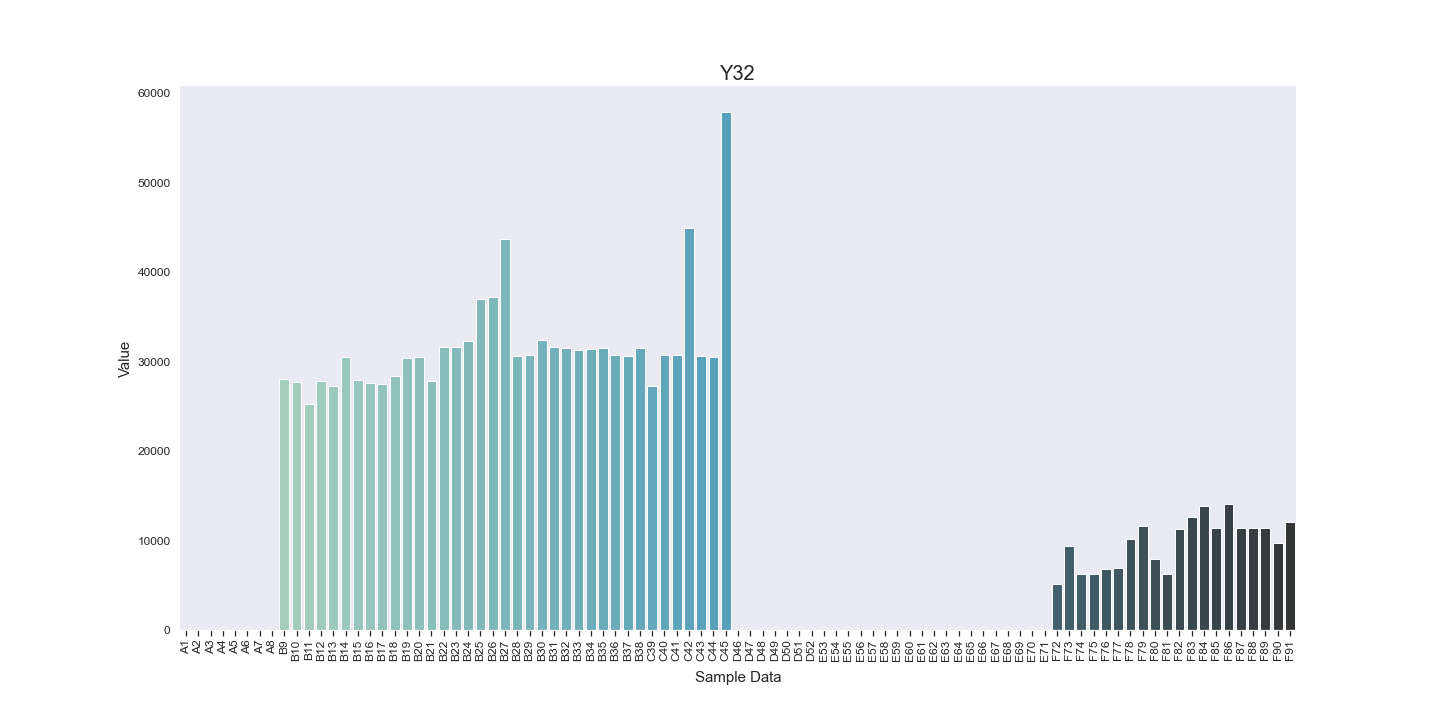 Y32
60000
50000
40000
30000
20000
10000
0
Value
A1 A2 A3 A4 A5 A6 A7 A8 B9 B10 B11 B12 B13 B14 B15 B16 B17 B18 B19 B20 B21 B22 B23 B24 B25 B26 B27 B28 B29 B30 B31 B32 B33 B34 B35 B36 B37 B38 C39 C40 C41 C42 C43 C44 C45 D46 D47 D48 D49 D50 D51 D52 E53 E54 E55 E56 E57 E58 E59 E60 E61 E62 E63 E64 E65 E66 E67 E68 E69 E70 E71 F72 F73 F74 F75 F76 F77 F78 F79 F80 F81 F82 F83 F84 F85 F86 F87 F88 F89 F90 F91
Sample Data